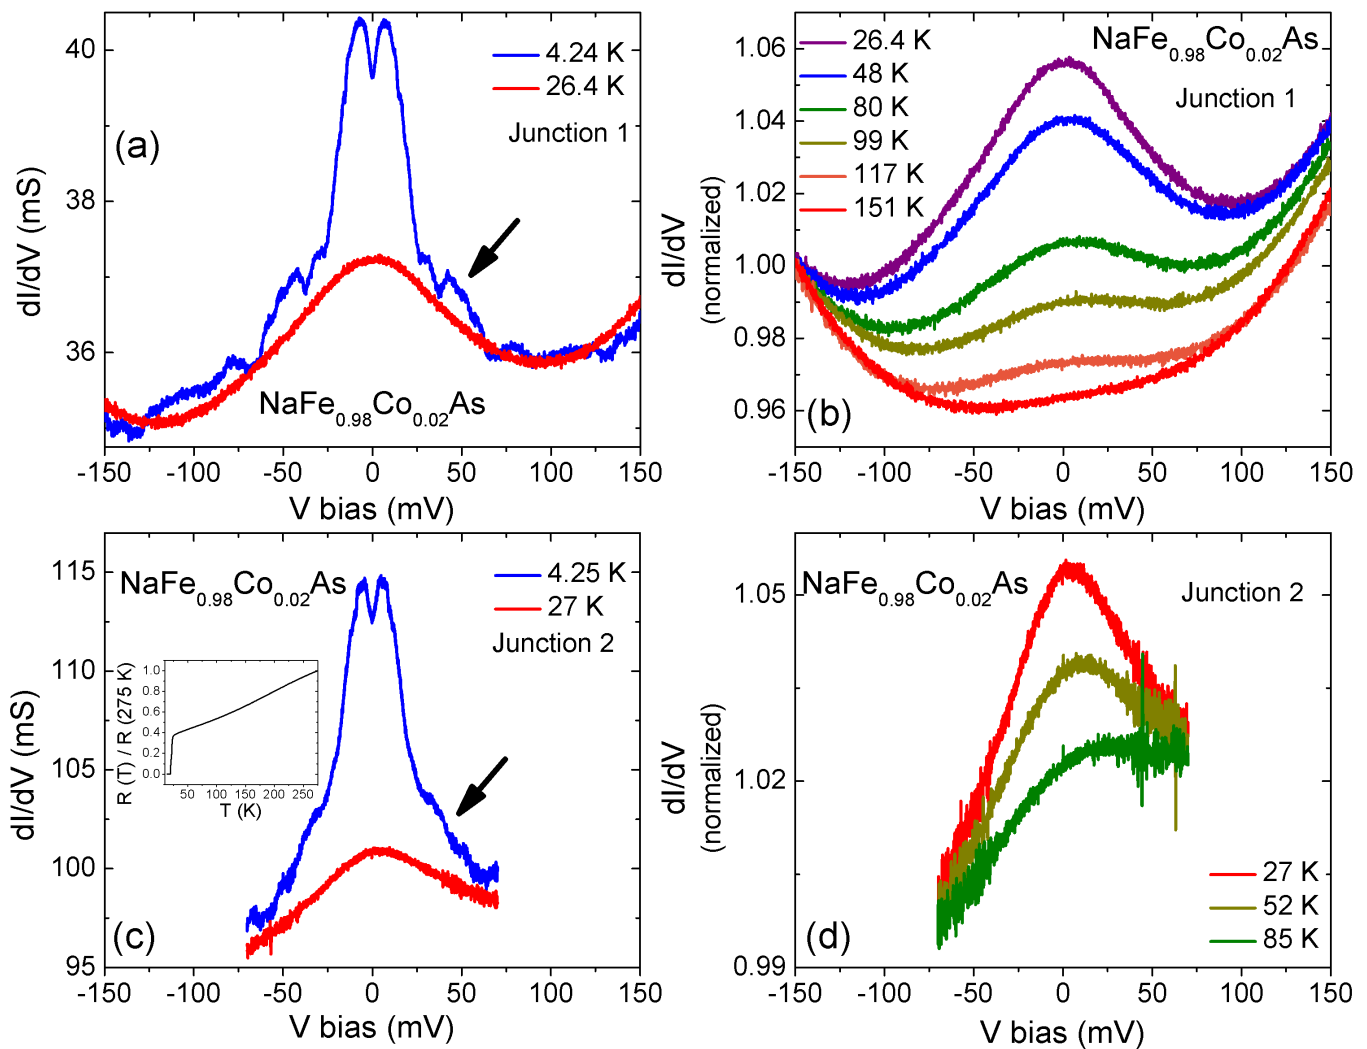 40
38
36
dI/dV (mS)
4.24 K
26.4 K
Junction 1
(a)
NaFe0.98Co0.02As
-150 -100 -50 0 50 100 150
V bias (mV)
1.06
1.04
1.02
1.00
0.98
0.96
dI/dV
(normalized)
26.4 K
48 K
80 K
99 K
117 K
151 K
NaFe0.98Co0.02As
Junction 1
(b)
-150 -100 -50 0 50 100 150
V bias (mV)
115
110
105
100
95
dI/dV (mS)
NaFe0.98Co0.02As
4.25 K
27 K
Junction 2
R (T) / R (275 K)
1.0
0.8
0.6
0.4
0.2
0.0
50 100 150 200 250
T (K)
(c)
-150 -100 -50 0 50 100 150
V bias (mV)
1.05
1.02
0.99
dI/dV
(normalized)
NaFe0.98Co0.02As
Junction 2
27 K
52 K
85 K
(d)
-150 -100 -50 0 50 100 150
V bias (mV)